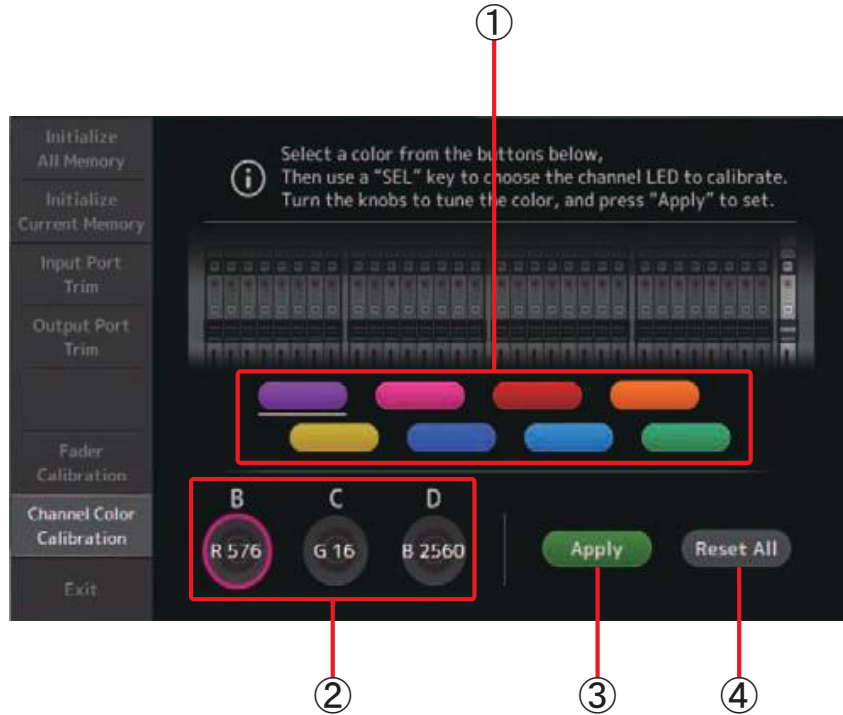 ①
Initialize
All Memory
Initialize
Current Memory
Input Port
Trim
Output Port
Trim
Fader
Calibration
Channel Color
Calibration
Exit
Select a color from the buttons below,
Then use a "SEL" key to choose the channel LED to calibrate.
Turn the knobs to tune the color, and press "Apply" to set.
B C D
R 576 G 16 B 2560
Apply Reset All
② ③ ④